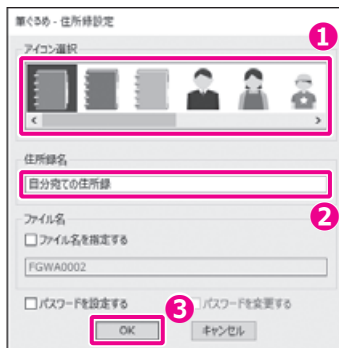 筆ぐるめ - 住所録設定
アイコン選択
1
住所録名
自分宛ての住所録
2
ファイル名
ファイル名を指定する
FGWA0002
パスワードを設定する
パスワードを変更する
3
OK
キャンセル